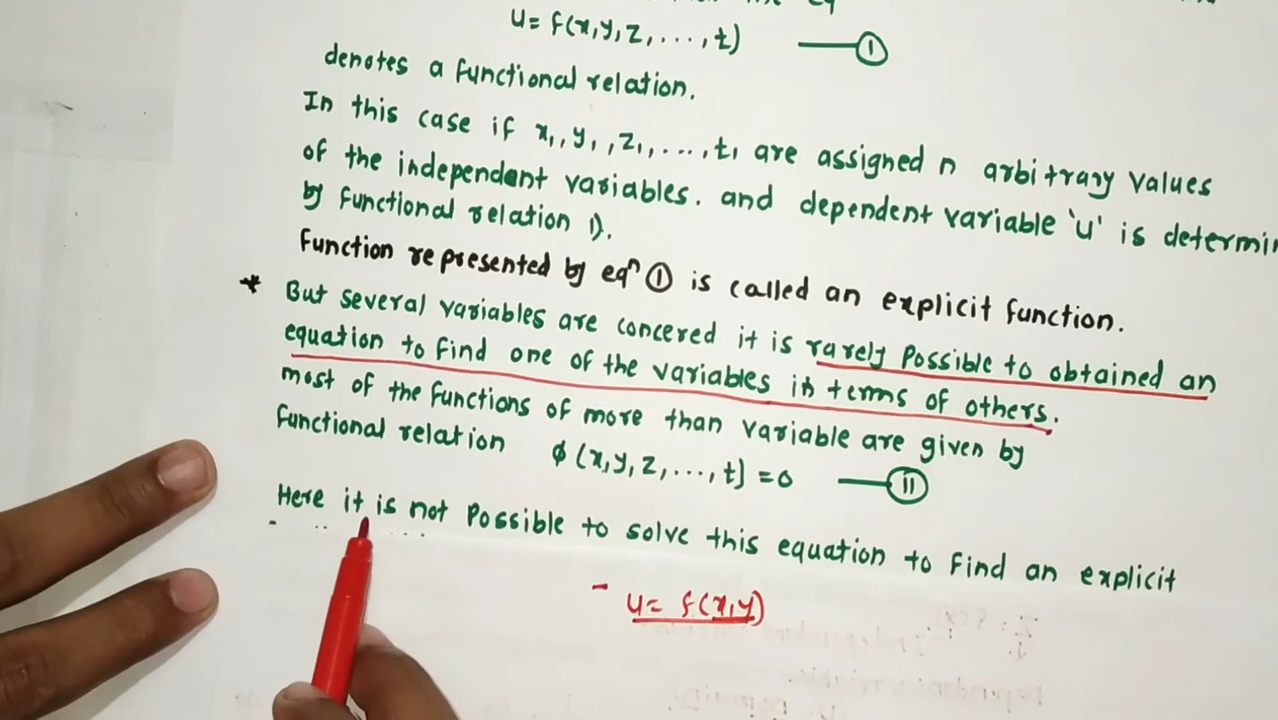 u= f(x,y,z,...,t) —— ①
denotes a functional relation.
In this case if x₁,y₁,z₁,...,t₁ are assigned n arbitrary values
of the independant variables. and dependent variable 'u' is determin
by functional relation 1).
Function represented by eqⁿ ① is called an explicit function.
* But several variables are concered it is rarely possible to obtained an
equation to find one of the variables in terms of others.
most of the functions of more than variable are given by
functional relation φ(x,y,z,...,t) =0 —— ⑪
Here it is not possible to solve this equation to find an explicit
u= f(x,y)